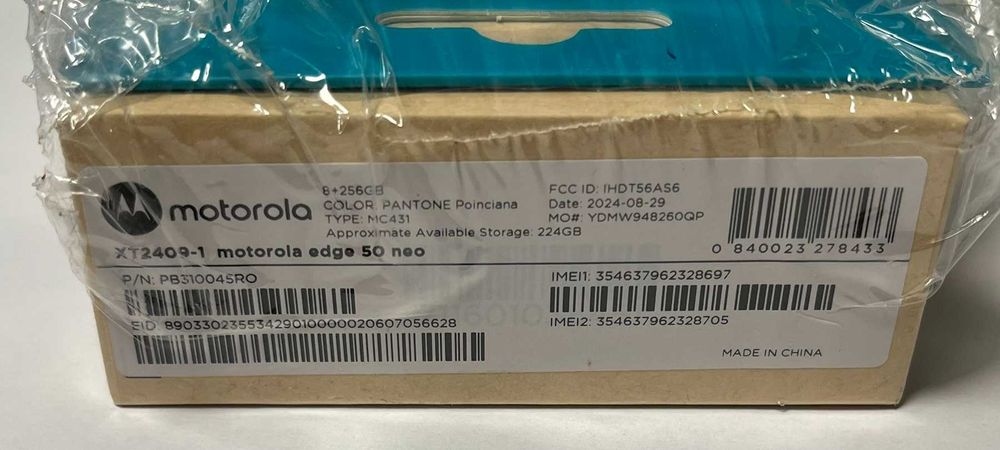 motorola
8+256GB
COLOR: PANTONE Poinciana
TYPE: MC431
Approximate Available Storage: 224GB
FCC ID: IHDT56AS6
Date: 2024-08-29
MO#: YDMW948260QP
0 840023 278433
XT2409-1 motorola edge 50 neo
P/N: PB310045RO
EID: 89033023553429010000020607056628
IMEI1: 354637962328697
IMEI2: 354637962328705
MADE IN CHINA